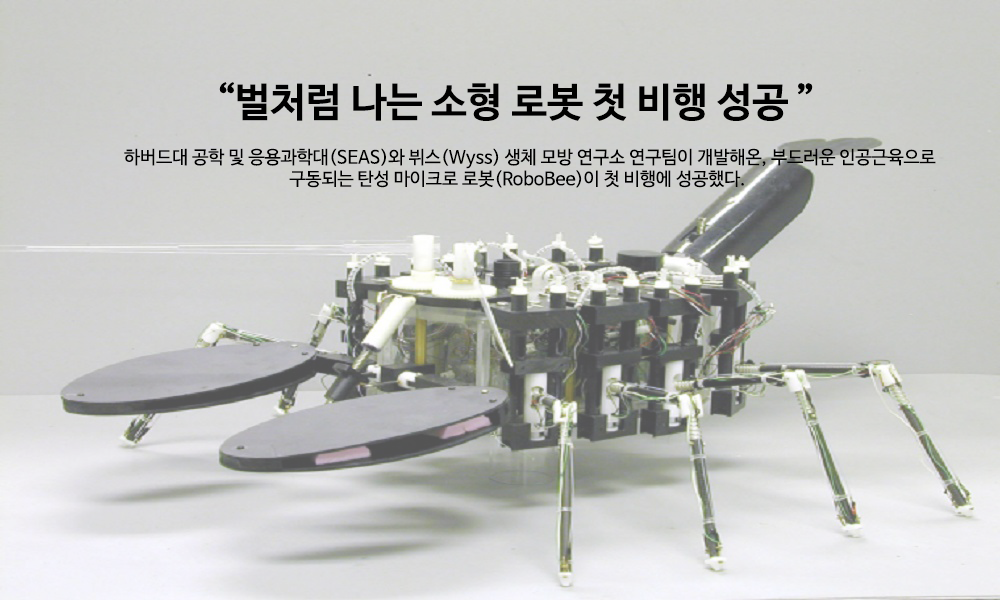 “벌처럼 나는 소형 로봇 첫 비행 성공 ”
하버드대 공학 및 응용과학대(SEAS)와 뷔스(Wyss) 생체 모방 연구소 연구팀이 개발해온, 부드러운 인공근육으로
구동되는 탄성 마이크로 로봇(RoboBee)이 첫 비행에 성공했다.